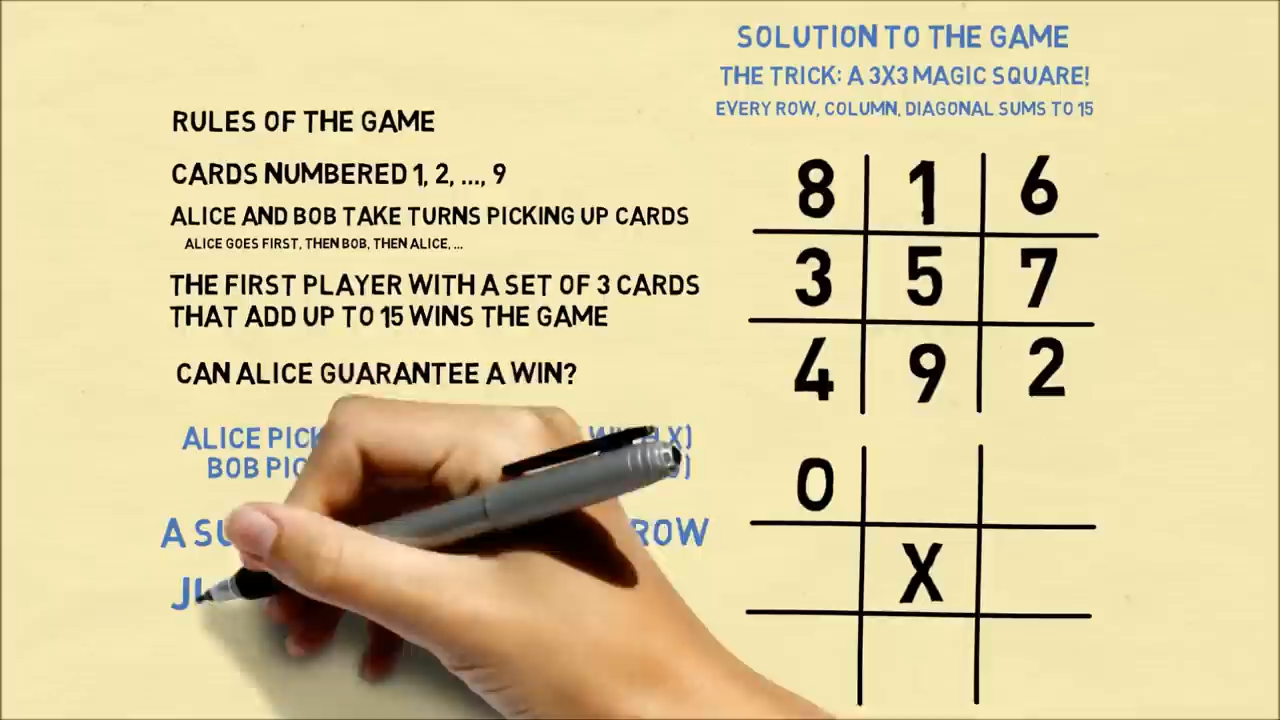 SOLUTION TO THE GAME
THE TRICK: A 3X3 MAGIC SQUARE!
EVERY ROW, COLUMN, DIAGONAL SUMS TO 15
RULES OF THE GAME
CARDS NUMBERED 1, 2, ..., 9
ALICE AND BOB TAKE TURNS PICKING UP CARDS
ALICE GOES FIRST, THEN BOB, THEN ALICE, ...
THE FIRST PLAYER WITH A SET OF 3 CARDS
THAT ADD UP TO 15 WINS THE GAME
CAN ALICE GUARANTEE A WIN?
ALICE X)
BOB
A ROW
8 1 6
3 5 7
4 9 2
O
X